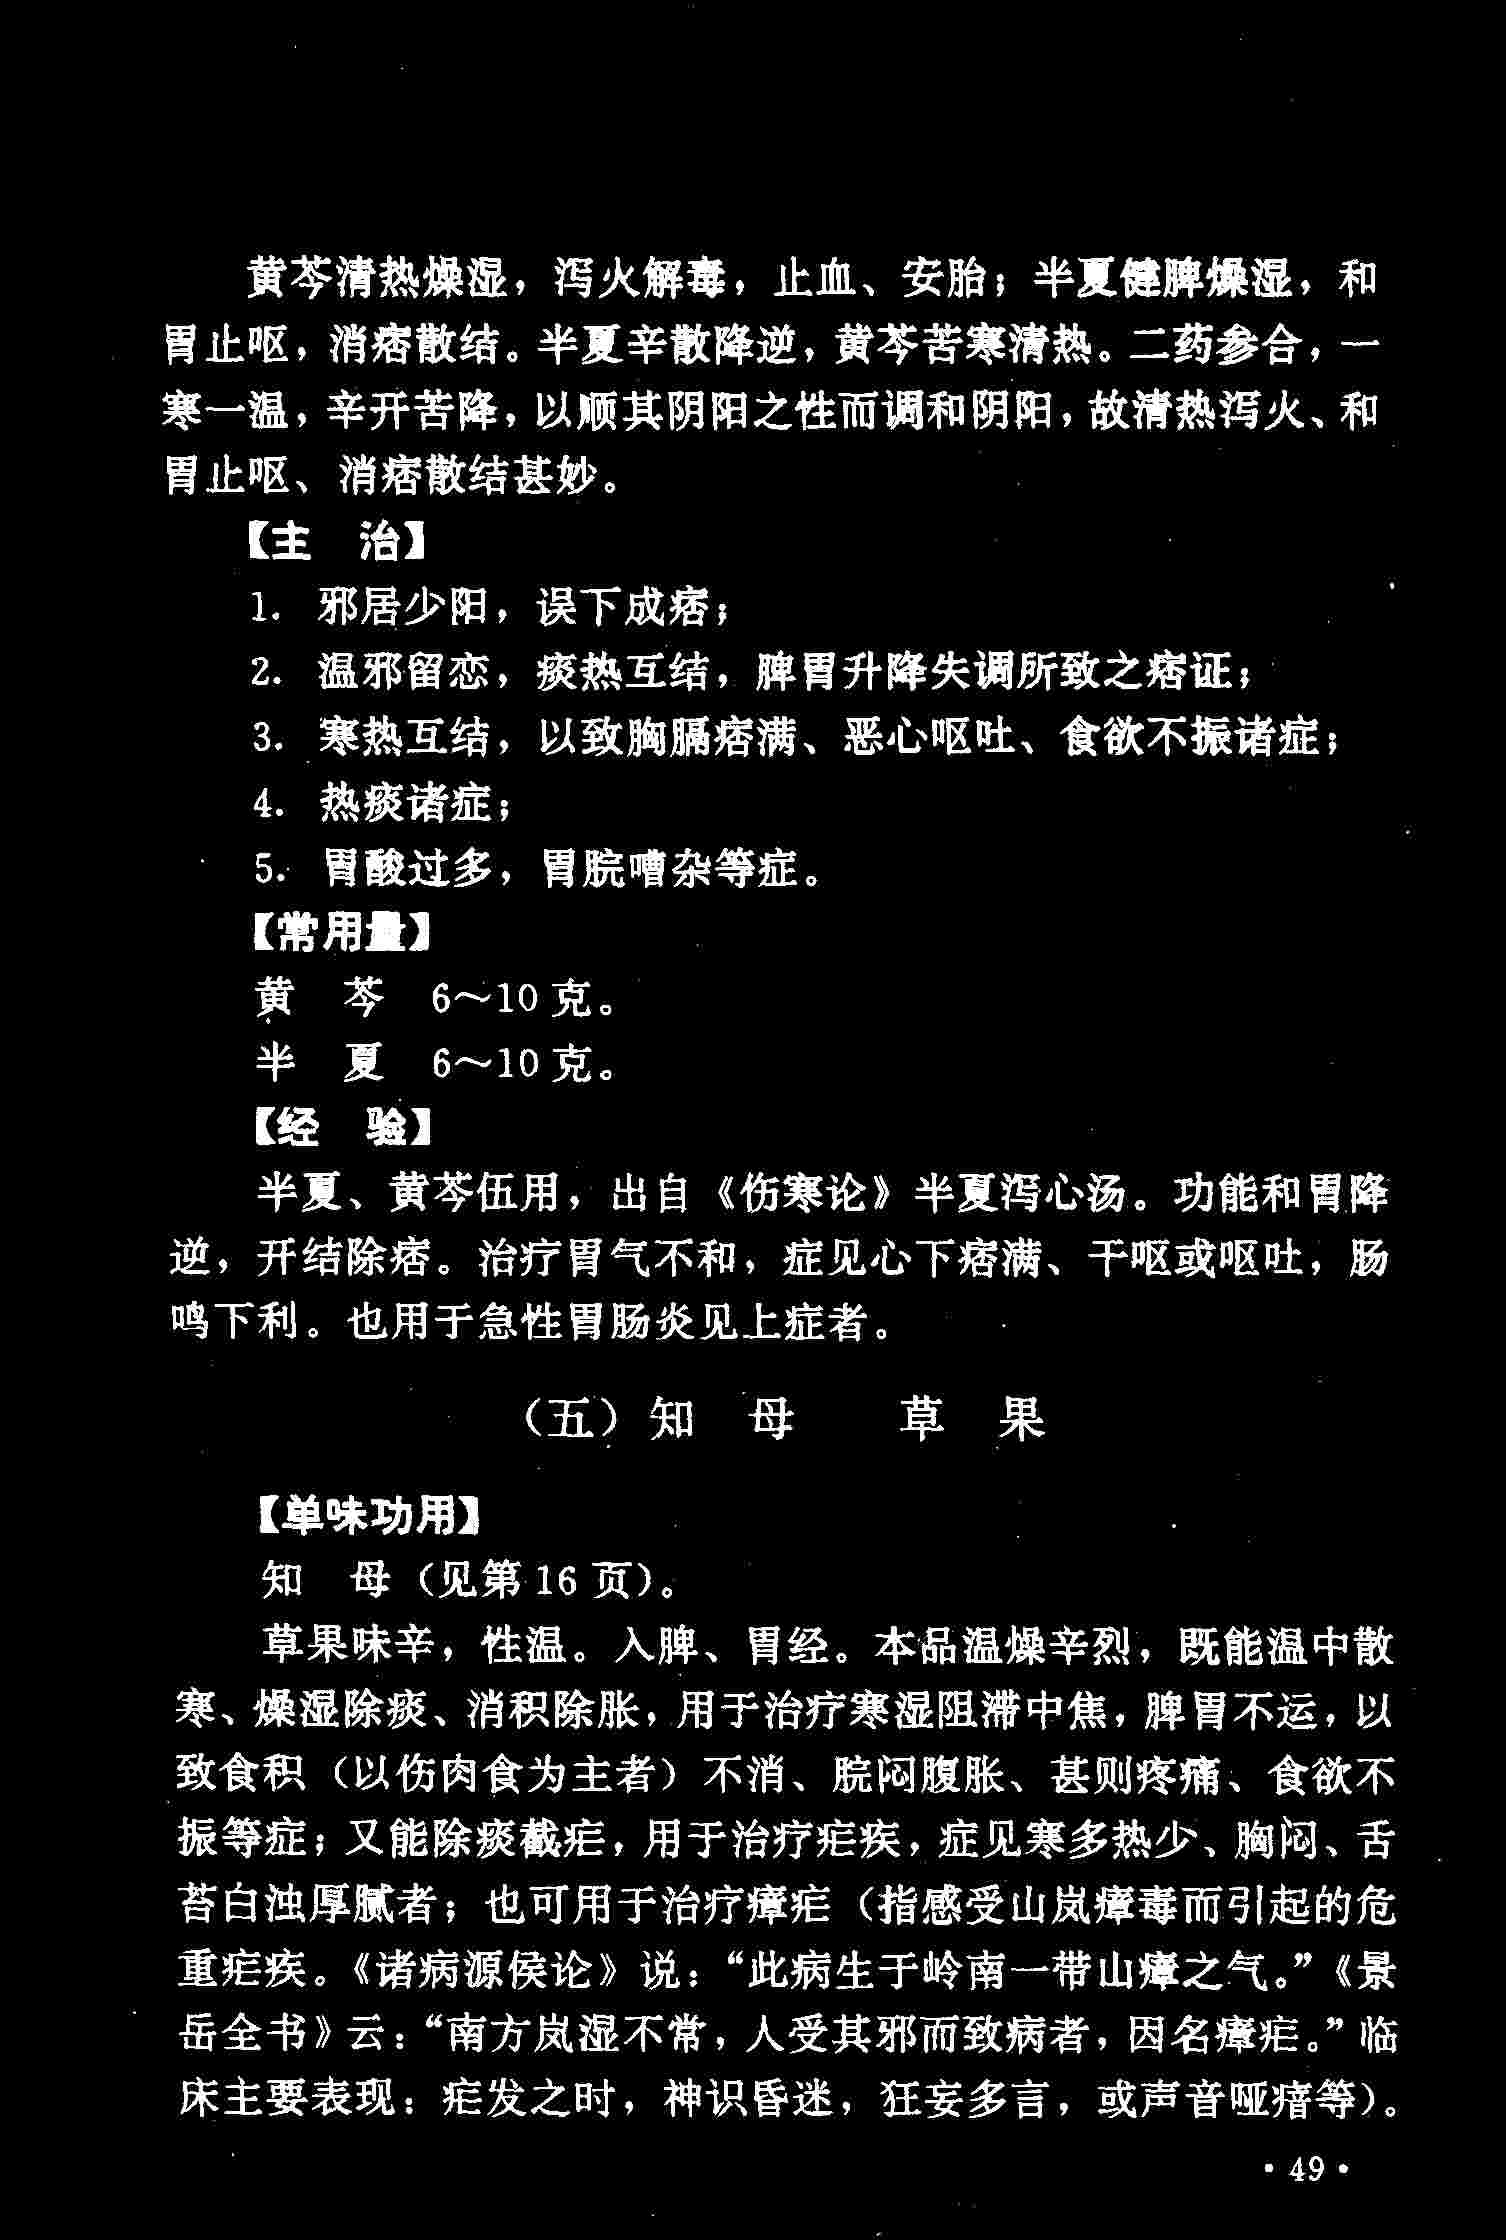 黄芩清热燥湿，泻火解毒，止血、安胎；半夏健脾燥湿，和
胃止呕，消痞散结。半夏辛散降逆，黄芩苦寒清热。二药参合，一
寒一温，辛开苦降，以顺其阴阳之性而调和阴阳，故清热泻火、和
胃止呕、消痞散结甚妙。
【主　治】
1. 邪居少阳，误下成痞；
2. 温邪留恋，痰热互结，脾胃升降失调所致之痞证；
3. 寒热互结，以致胸膈痞满、恶心呕吐、食欲不振诸症；
4. 热痰诸症；
5. 胃酸过多，胃脘嘈杂等症。
【常用量】
黄　芩　6～10克。
半　夏　6～10克。
【经　验】
半夏、黄芩伍用，出自《伤寒论》半夏泻心汤。功能和胃降
逆，开结除痞。治疗胃气不和，症见心下痞满、干呕或呕吐，肠
鸣下利。也用于急性胃肠炎见上症者。
（五）知　母　　草　果
【单味功用】
知　母（见第16页）。
草果味辛，性温。入脾、胃经。本品温燥辛烈，既能温中散
寒、燥湿除痰、消积除胀，用于治疗寒湿阻滞中焦，脾胃不运，以
致食积（以伤肉食为主者）不消、脘闷腹胀、甚则疼痛、食欲不
振等症；又能除痰截疟，用于治疗疟疾，症见寒多热少、胸闷、舌
苔白浊厚腻者；也可用于治疗瘴疟（指感受山岚瘴毒而引起的危
重疟疾。《诸病源侯论》说：“此病生于岭南一带山瘴之气。”《景
岳全书》云：“南方岚湿不常，人受其邪而致病者，因名瘴疟。”临
床主要表现：疟发之时，神识昏迷，狂妄多言，或声音哑瘖等）。
·49·